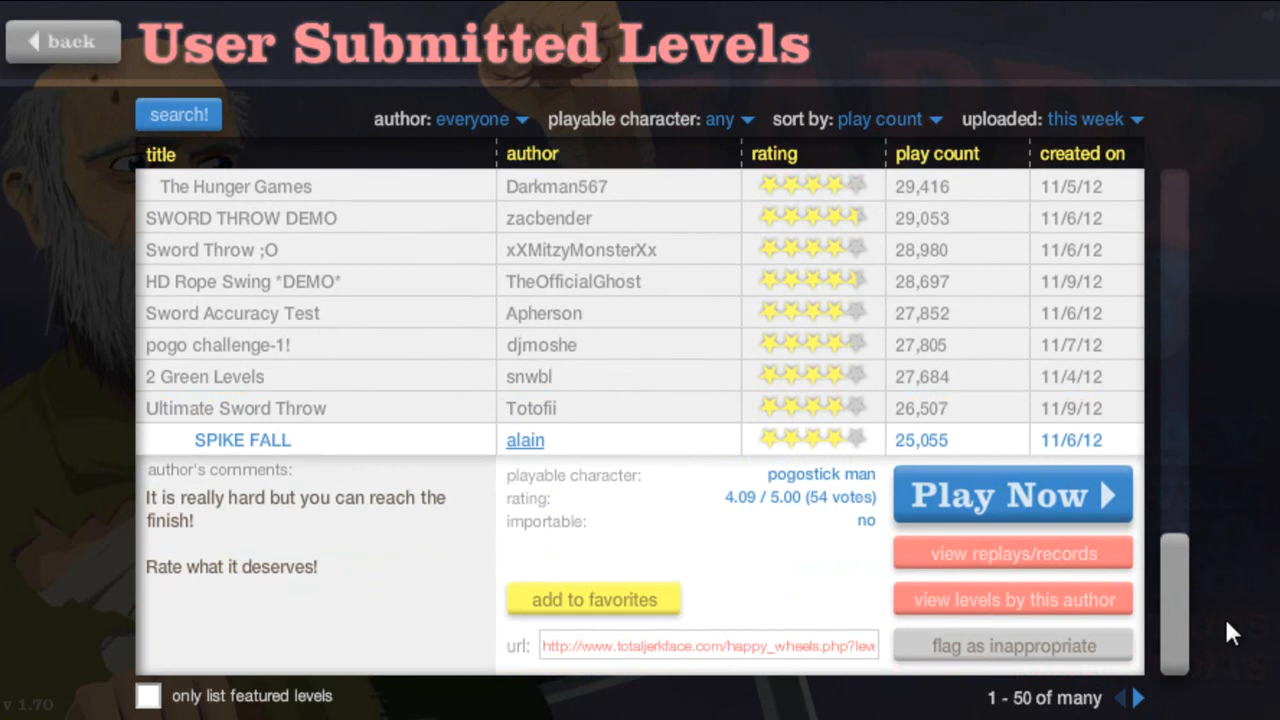 back
User Submitted Levels
search!
author: everyone playable character: any sort by: play count uploaded: this week
title author rating play count created on
The Hunger Games Darkman567 29,416 11/5/12
SWORD THROW DEMO zacbender 29,053 11/6/12
Sword Throw ;O xXMitzyMonsterXx 28,980 11/6/12
HD Rope Swing *DEMO* TheOfficialGhost 28,697 11/9/12
Sword Accuracy Test Apherson 27,852 11/6/12
pogo challenge-1! djmoshe 27,805 11/7/12
2 Green Levels snwbl 27,684 11/4/12
Ultimate Sword Throw Totofii 26,507 11/9/12
SPIKE FALL alain 25,055 11/6/12
author's comments:
It is really hard but you can reach the
finish!
Rate what it deserves!
playable character: pogostick man
rating: 4.09 / 5.00 (54 votes)
importable: no
add to favorites
url: http://www.totaljerkface.com/happy_wheels.php?lev
Play Now
view replays/records
view levels by this author
flag as inappropriate
only list featured levels
1 - 50 of many
v 1.70